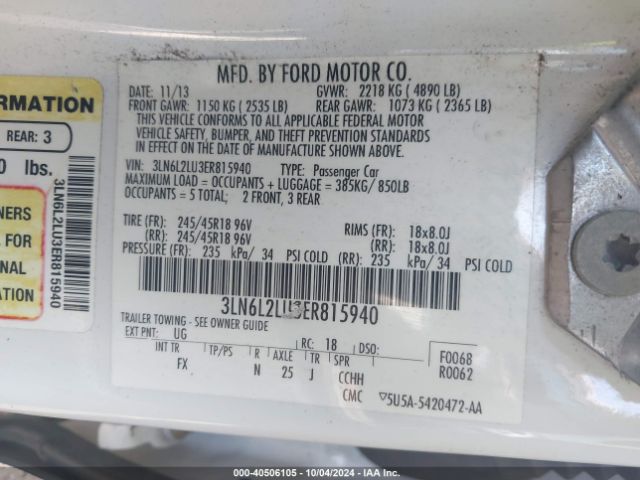 MFD. BY FORD MOTOR CO.
DATE: 11/13 GVWR: 2218 KG ( 4890 LB)
FRONT GAWR: 1150 KG ( 2535 LB) REAR GAWR: 1073 KG ( 2365 LB)
THIS VEHICLE CONFORMS TO ALL APPLICABLE FEDERAL MOTOR
VEHICLE SAFETY, BUMPER, AND THEFT PREVENTION STANDARDS
IN EFFECT ON THE DATE OF MANUFACTURE SHOWN ABOVE.
VIN: 3LN6L2LU3ER815940 TYPE: Passenger Car
MAXIMUM LOAD = OCCUPANTS + LUGGAGE = 385KG/ 850LB
OCCUPANTS = 5 TOTAL; 2 FRONT, 3 REAR
TIRE (FR): 245/45R18 96V RIMS (FR): 18x8.0J
(RR): 245/45R18 96V (RR): 18x8.0J
PRESSURE (FR): 235 kPa/ 34 PSI COLD (RR): 235 kPa/ 34 PSI COLD
3LN6L2LU3ER815940
TRAILER TOWING - SEE OWNER GUIDE
EXT PNT: UG RC: 18 DSO: F0068
R0062
INT TR TP/PS R AXLE TR SPR
FX N 25 J CCHH
CMC 5U5A-5420472-AA
ORMATION
REAR: 3
0 lbs.
NERS
FOR
ONAL
N.
3LN6L2LU3ER815940
000-40506105 - 10/04/2024 - IAA Inc.